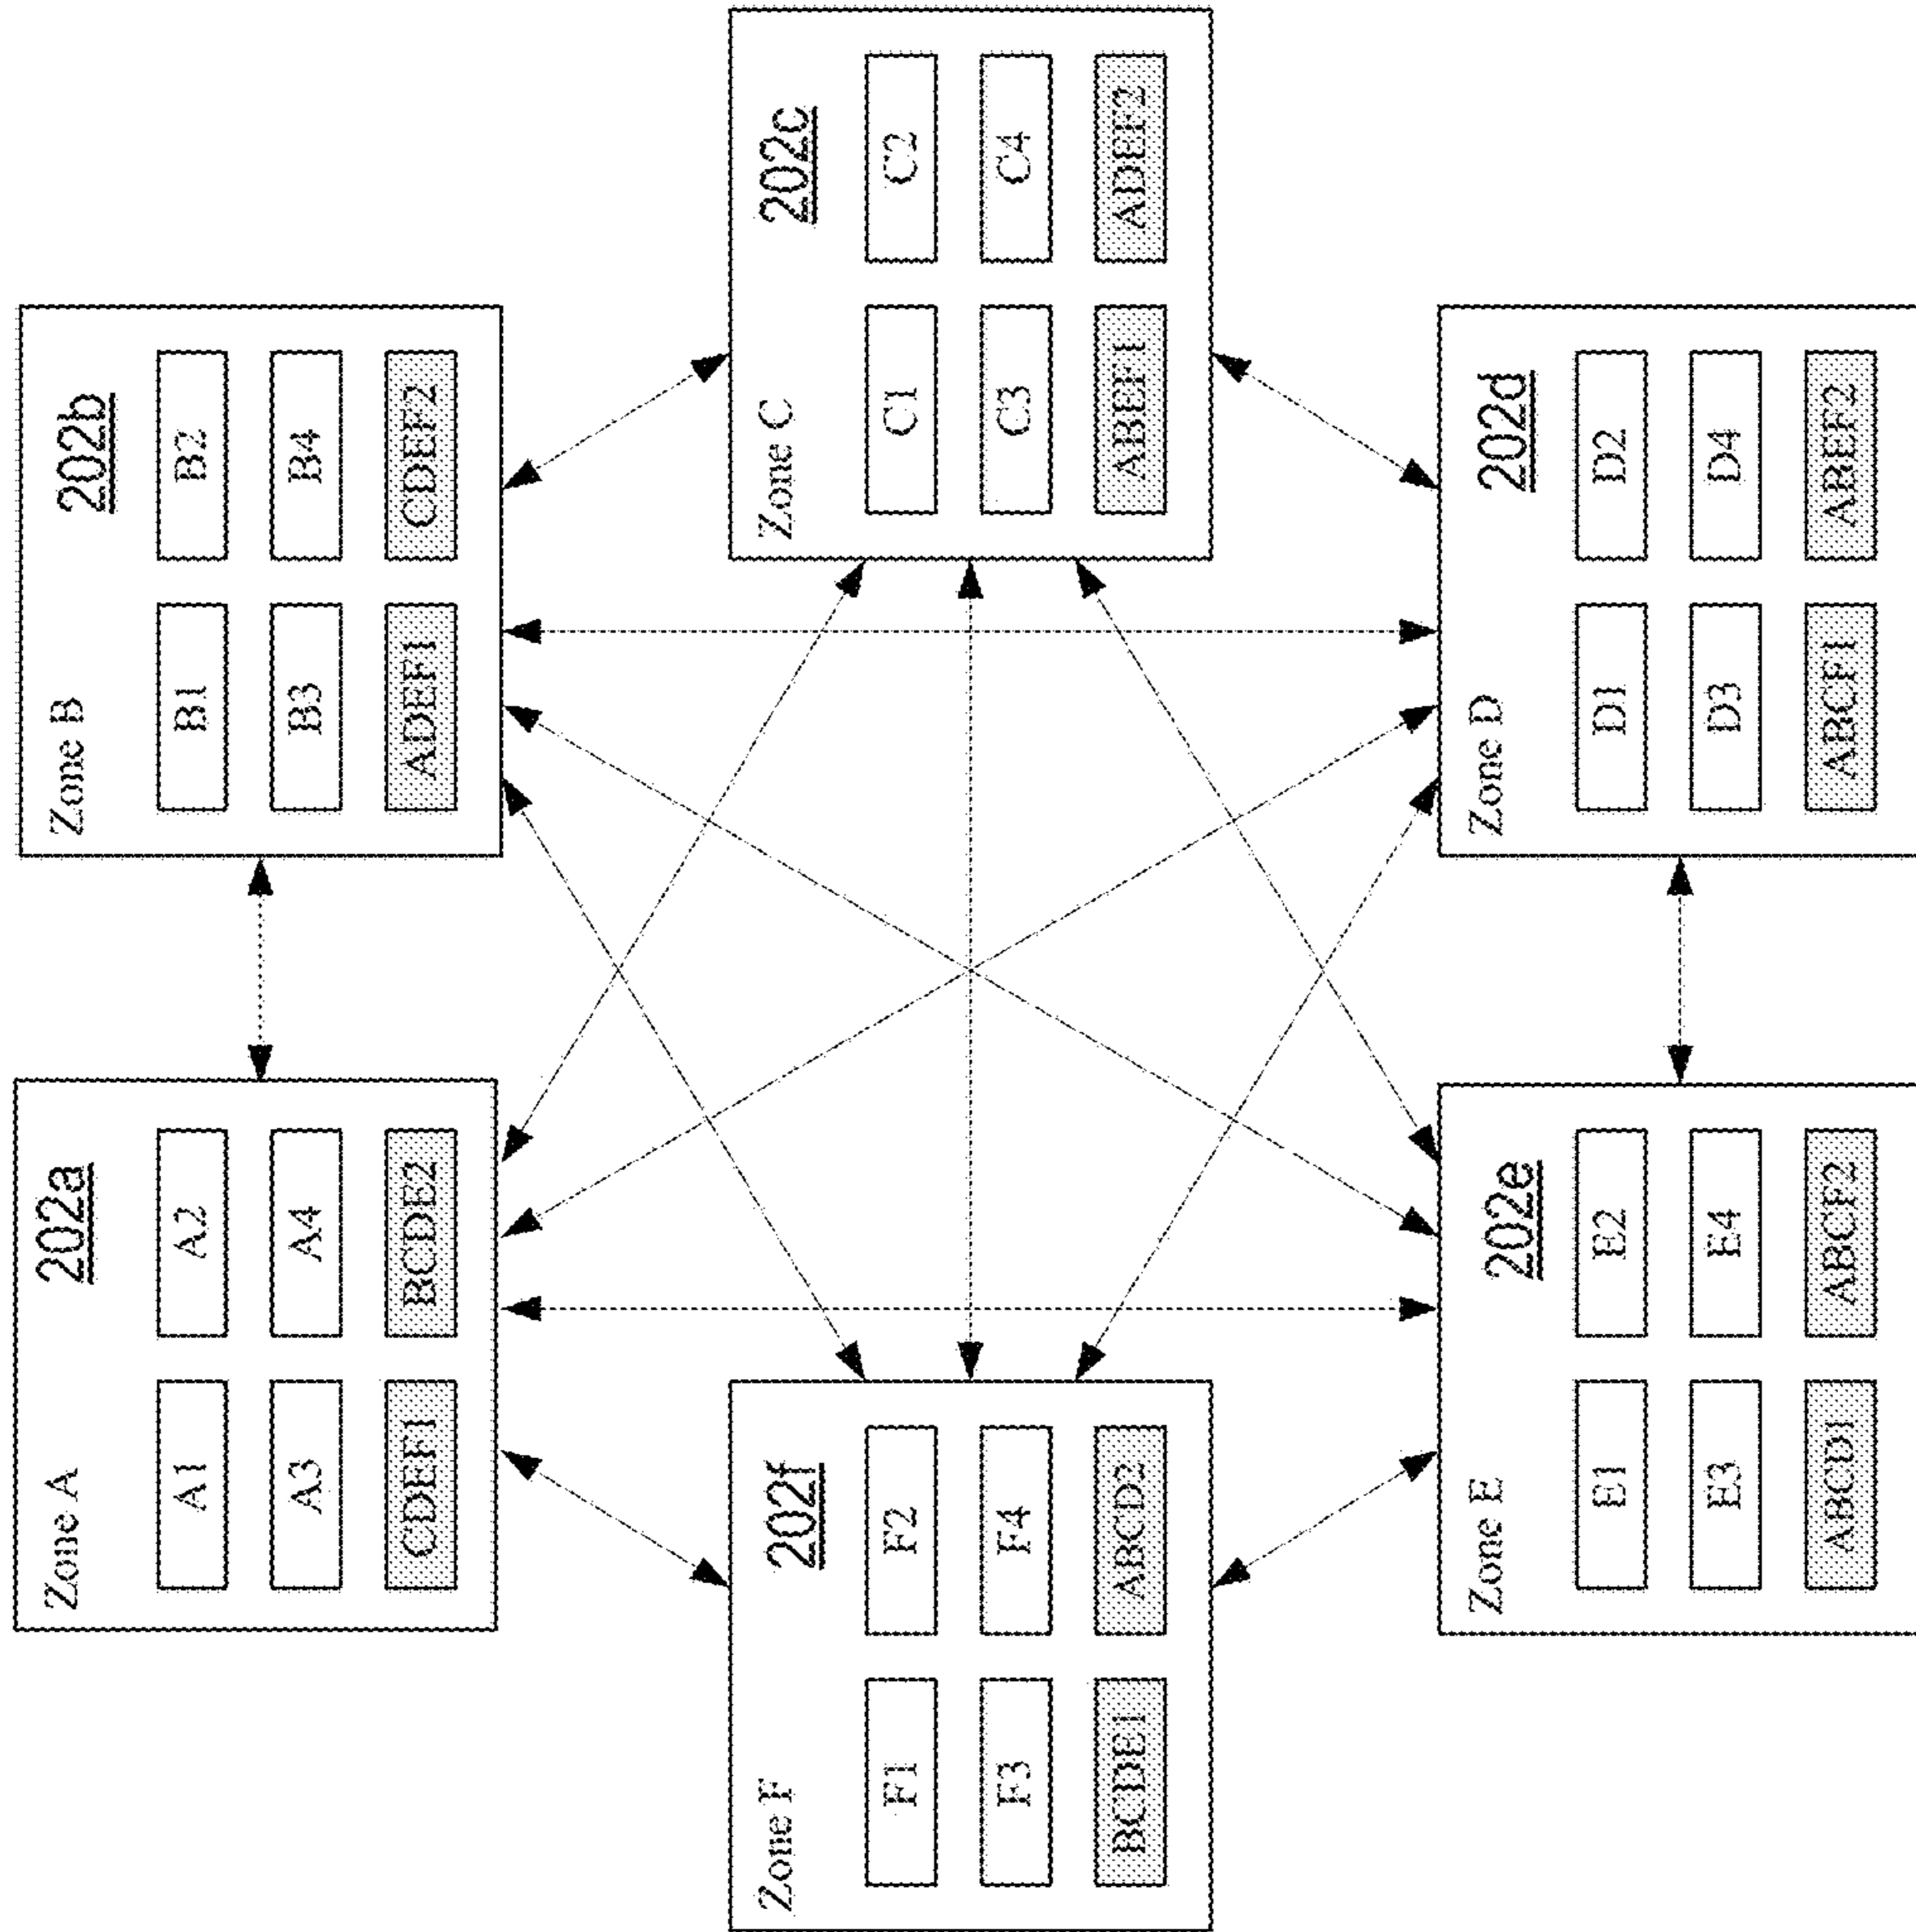 Zone A
202a
A1 A2
A3 A4
CDEF1 BCDE2
Zone B
202b
B1 B2
B3 B4
ADEF1 CDEF2
Zone F
202f
F1 F2
F3 F4
BCDE1 ABCD2
Zone C
202c
C1 C2
C3 C4
ABEF1 ADEF2
Zone E
202e
E1 E2
E3 E4
ABCD1 ABCF2
Zone D
202d
D1 D2
D3 D4
ABCF1 ABEF2